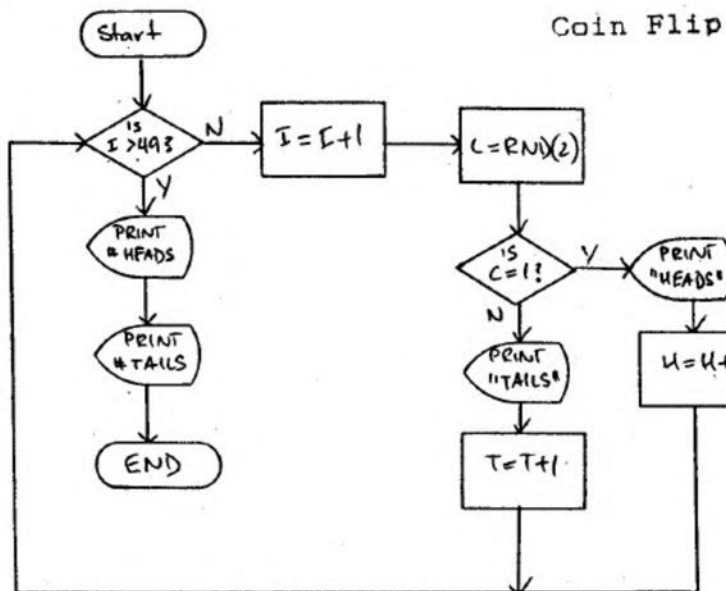 Coin Flip
Start
is
I >49?
N
Y
I = I+1
C=RND(2)
PRINT
# HEADS
is
C=1?
Y
N
PRINT
"HEADS"
PRINT
# TAILS
PRINT
"TAILS"
H=H+
END
T=T+1